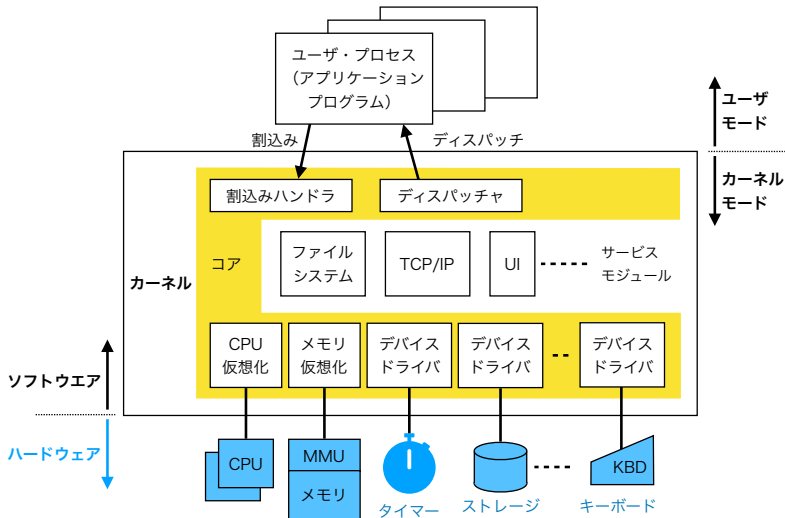 ユーザ・プロセス
（アプリケーション
プログラム）
割込み
ディスパッチ
ユーザ
モード
カーネル
モード
割込みハンドラ
ディスパッチャ
コア
ファイル
システム
TCP/IP
UI
サービス
モジュール
カーネル
CPU
仮想化
メモリ
仮想化
デバイス
ドライバ
デバイス
ドライバ
デバイス
ドライバ
ソフトウエア
ハードウェア
CPU
MMU
メモリ
タイマー
ストレージ
KBD
キーボード